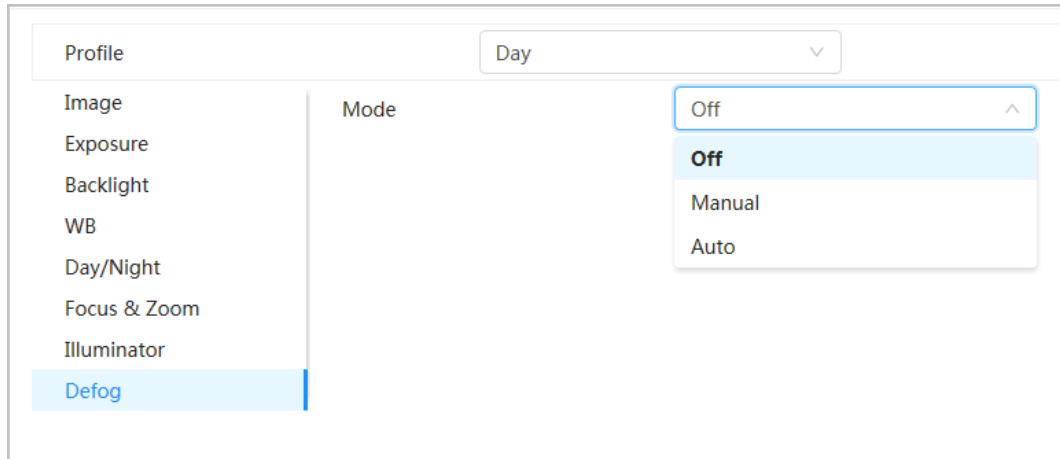 Profile Day
Image Mode Off
Exposure
Backlight Off
WB Manual
Day/Night Auto
Focus & Zoom
Illuminator
Defog